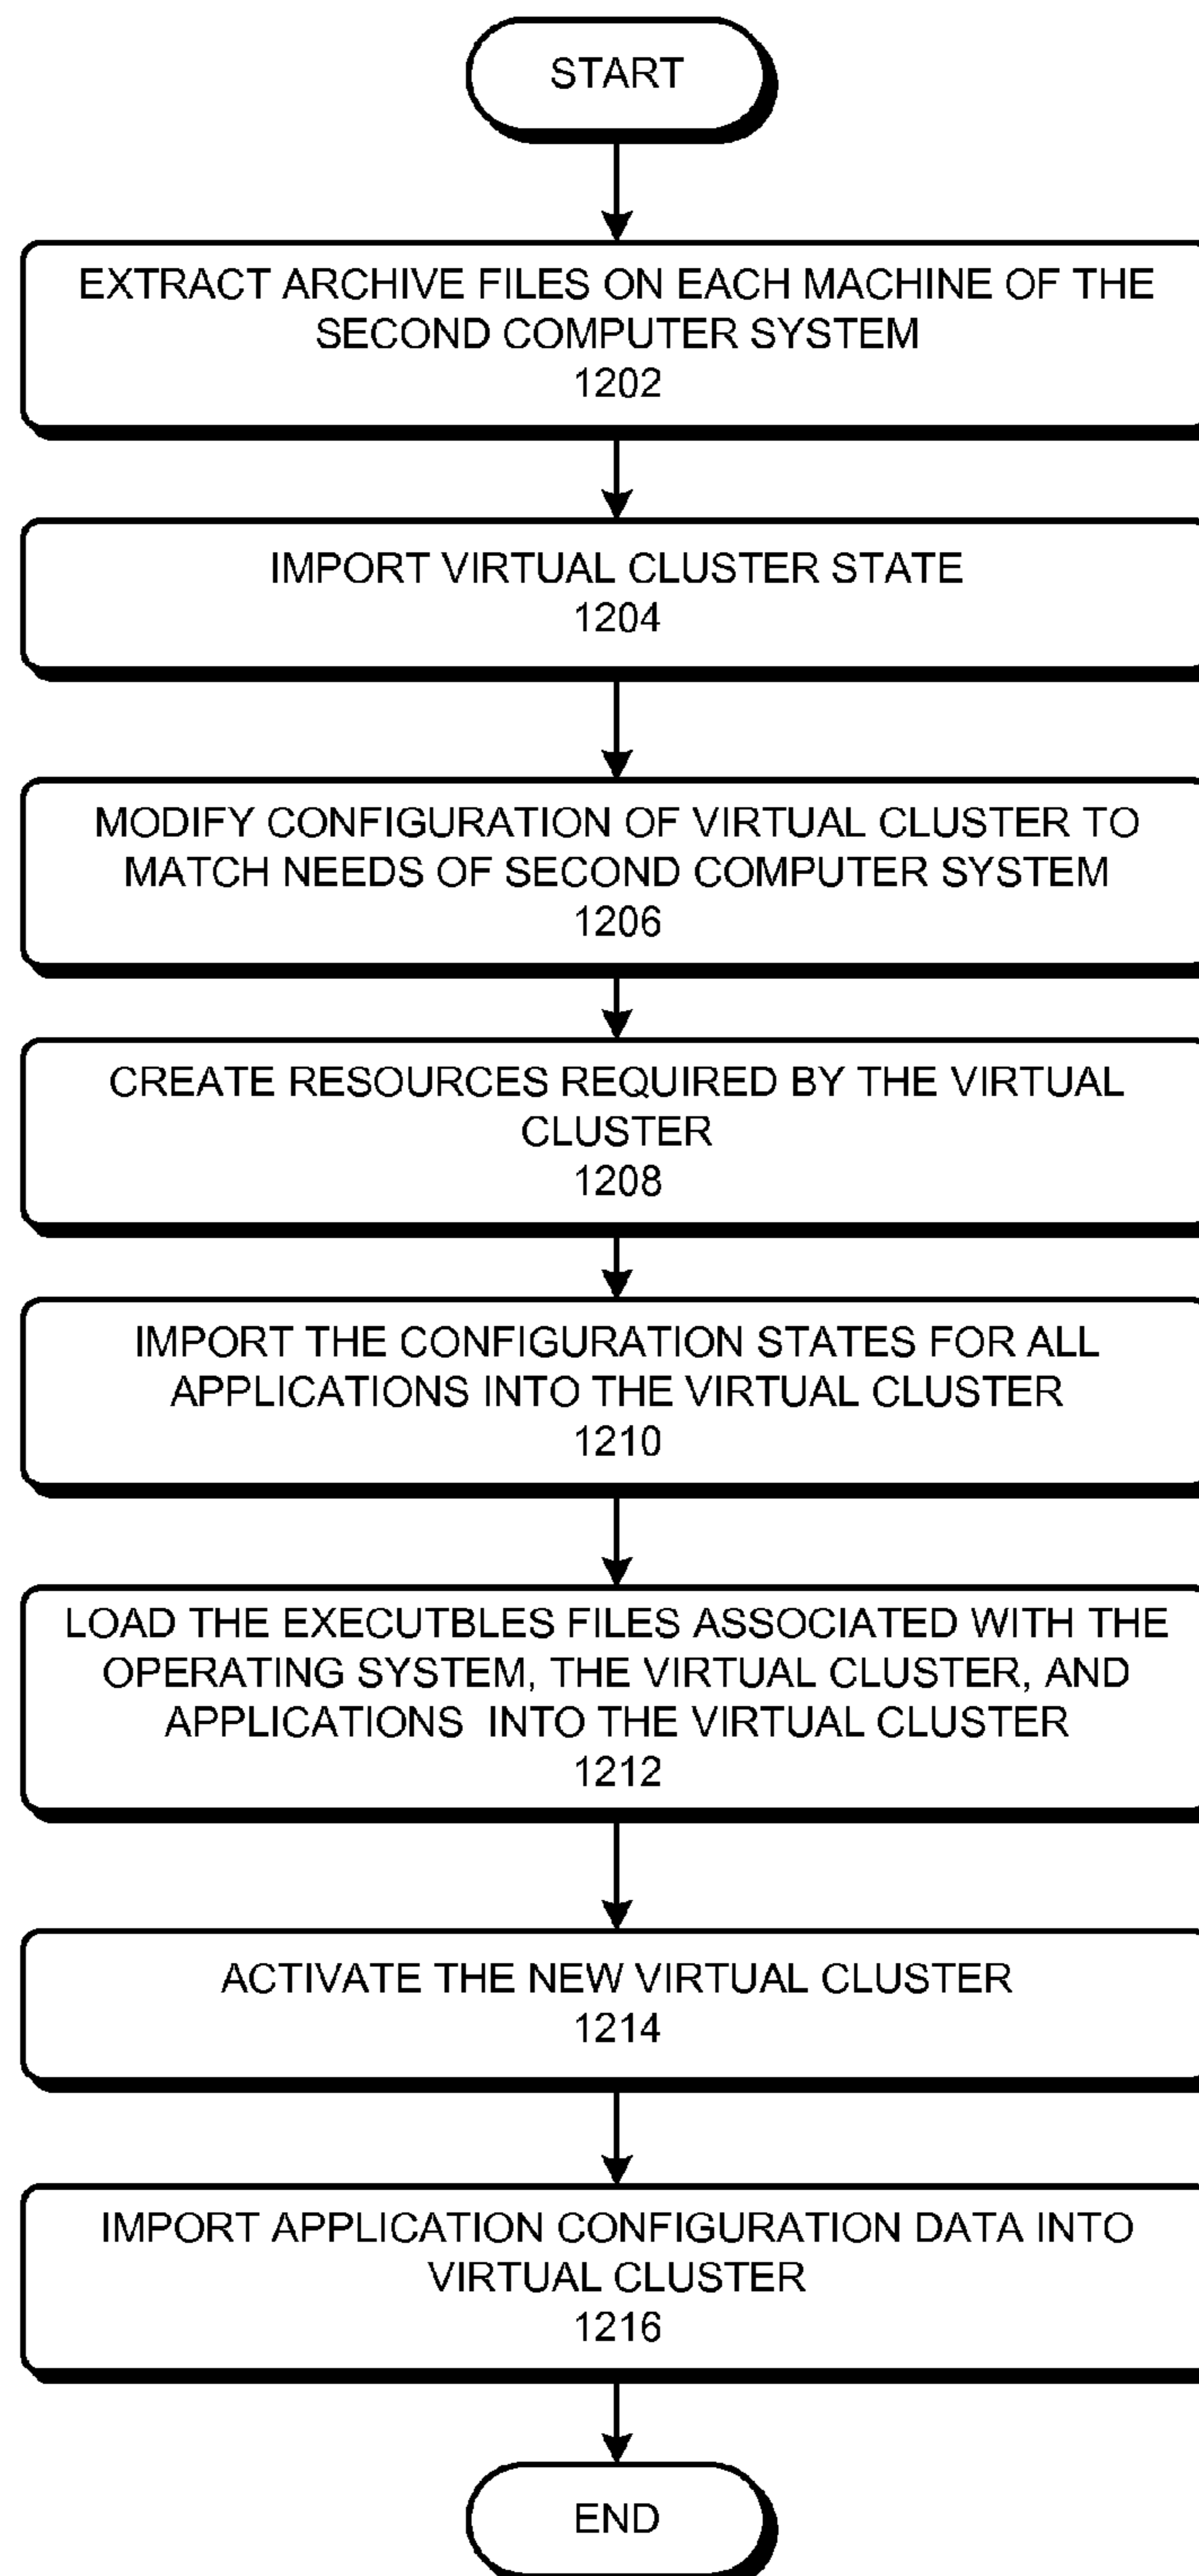 START
EXTRACT ARCHIVE FILES ON EACH MACHINE OF THE
SECOND COMPUTER SYSTEM
1202
IMPORT VIRTUAL CLUSTER STATE
1204
MODIFY CONFIGURATION OF VIRTUAL CLUSTER TO
MATCH NEEDS OF SECOND COMPUTER SYSTEM
1206
CREATE RESOURCES REQUIRED BY THE VIRTUAL
CLUSTER
1208
IMPORT THE CONFIGURATION STATES FOR ALL
APPLICATIONS INTO THE VIRTUAL CLUSTER
1210
LOAD THE EXECUTBLES FILES ASSOCIATED WITH THE
OPERATING SYSTEM, THE VIRTUAL CLUSTER, AND
APPLICATIONS INTO THE VIRTUAL CLUSTER
1212
ACTIVATE THE NEW VIRTUAL CLUSTER
1214
IMPORT APPLICATION CONFIGURATION DATA INTO
VIRTUAL CLUSTER
1216
END